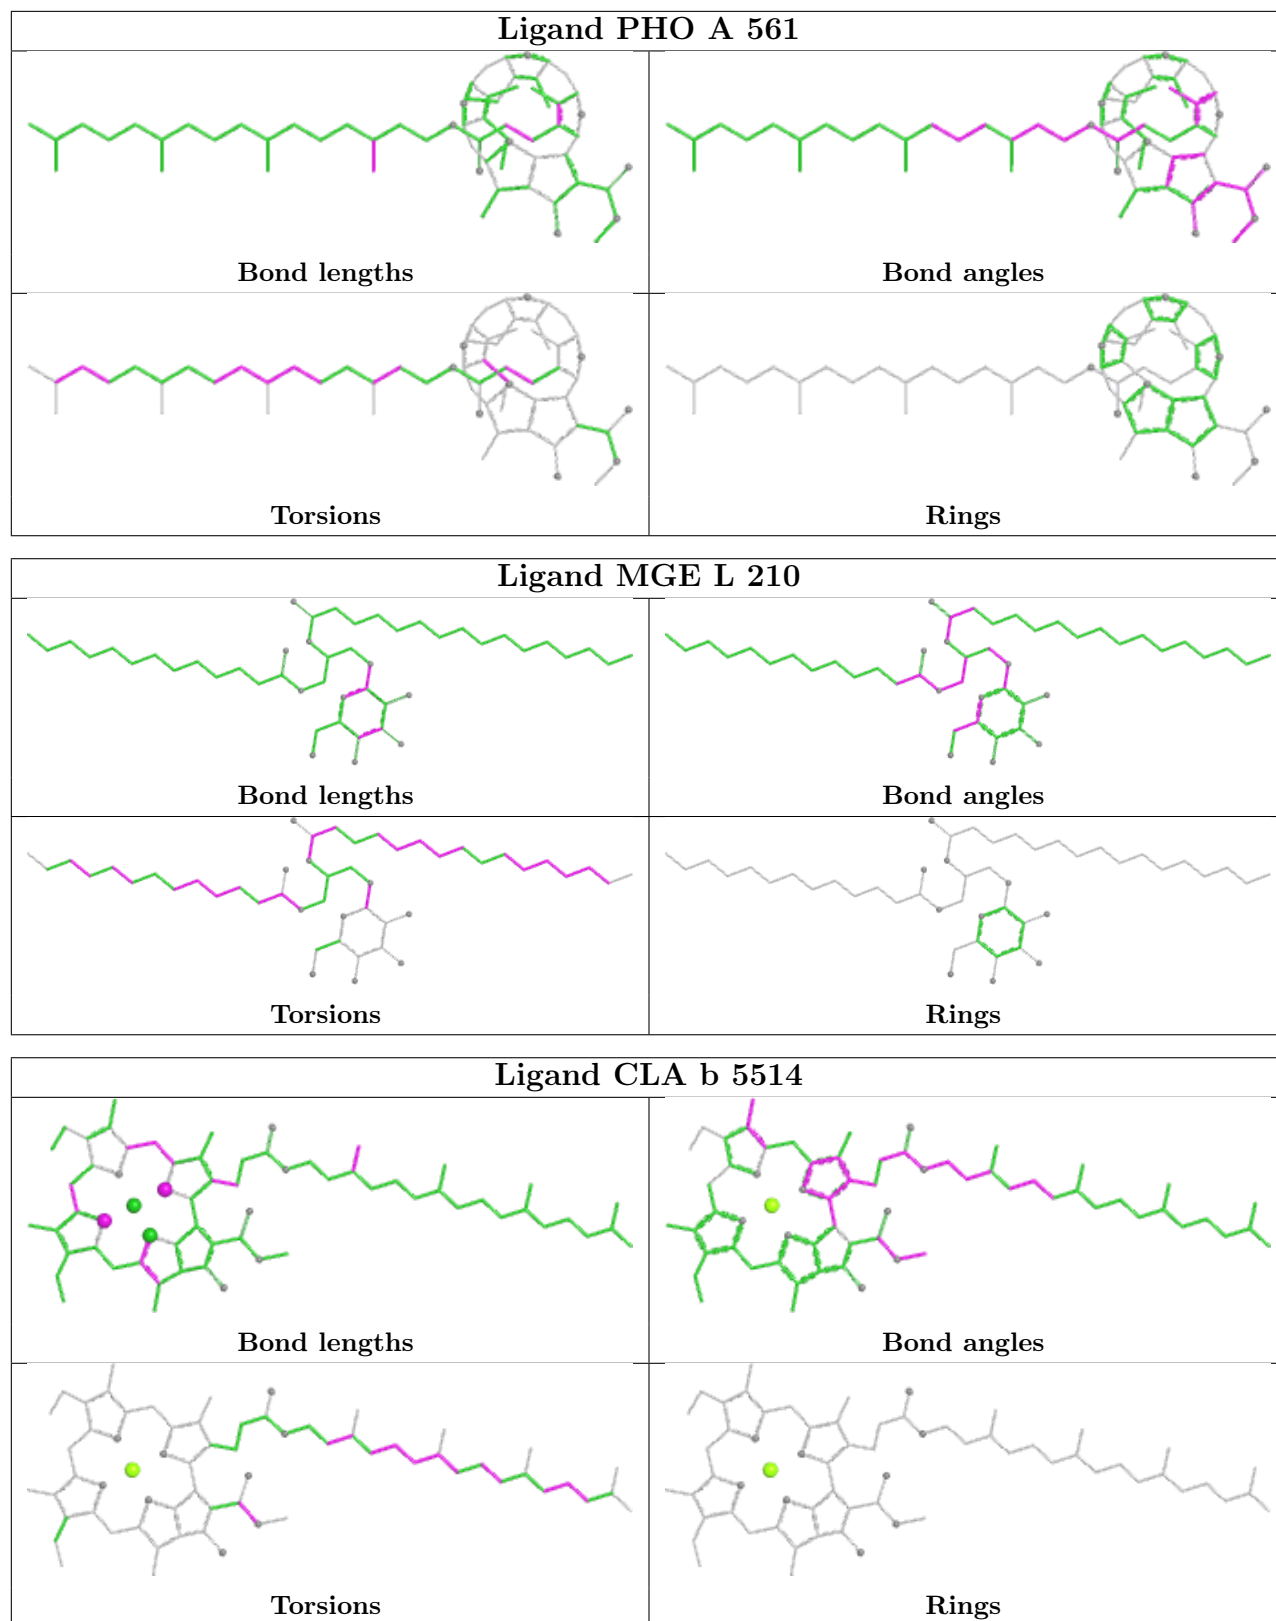 Ligand PHO A 561
Bond lengths
Bond angles
Torsions
Rings
Ligand MGE L 210
Bond lengths
Bond angles
Torsions
Rings
Ligand CLA b 5514
Bond lengths
Bond angles
Torsions
Rings